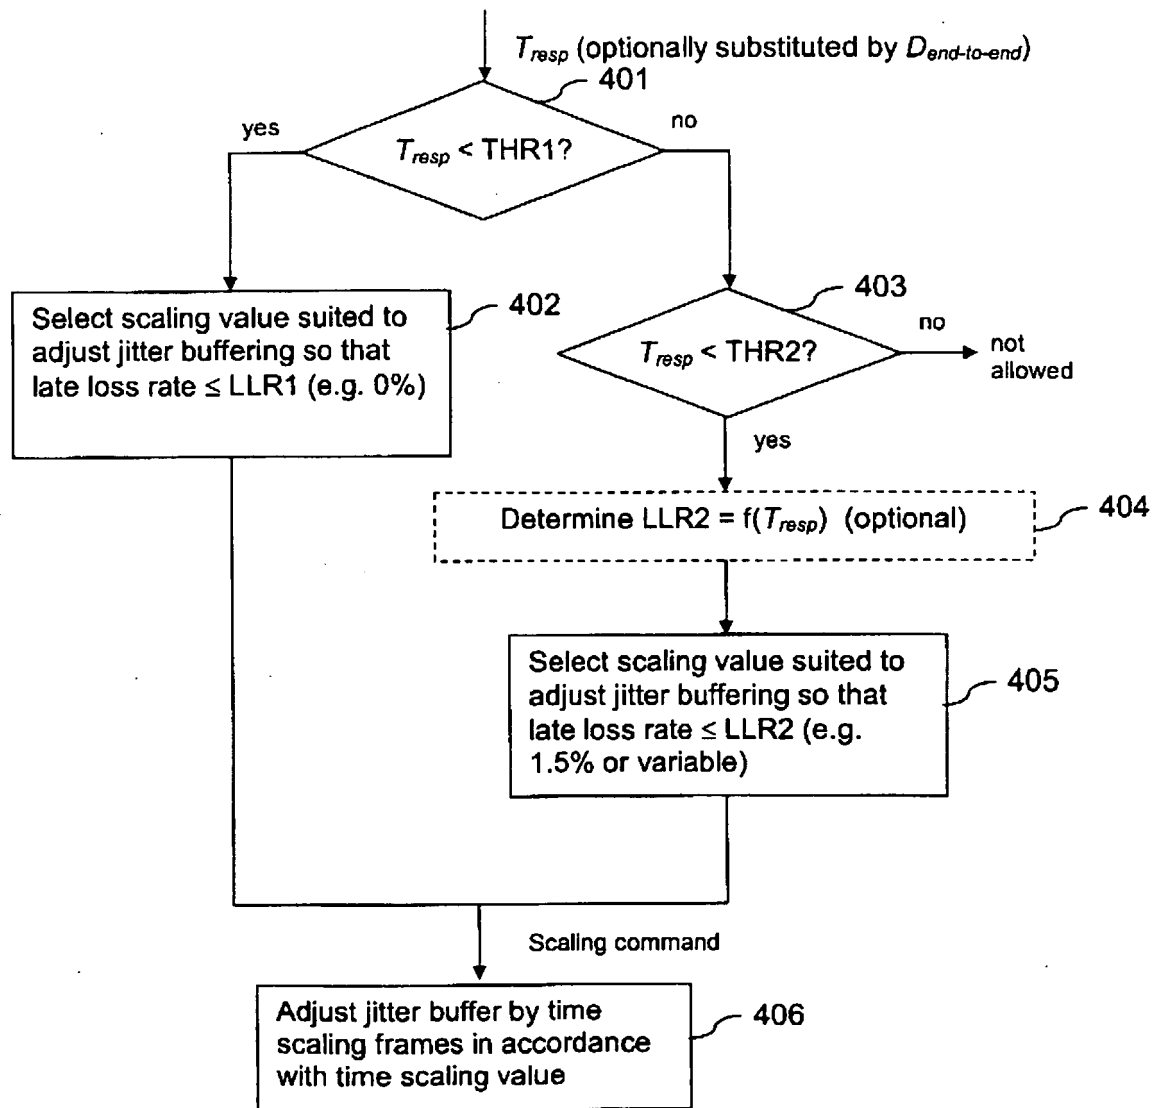 T_resp (optionally substituted by D_end-to-end)
401
yes
no
T_resp < THR1?
402
Select scaling value suited to
adjust jitter buffering so that
late loss rate ≤ LLR1 (e.g. 0%)
403
no
T_resp < THR2?
not
allowed
yes
Determine LLR2 = f(T_resp) (optional)
404
Select scaling value suited to
adjust jitter buffering so that
late loss rate ≤ LLR2 (e.g.
1.5% or variable)
405
Scaling command
Adjust jitter buffer by time
scaling frames in accordance
with time scaling value
406